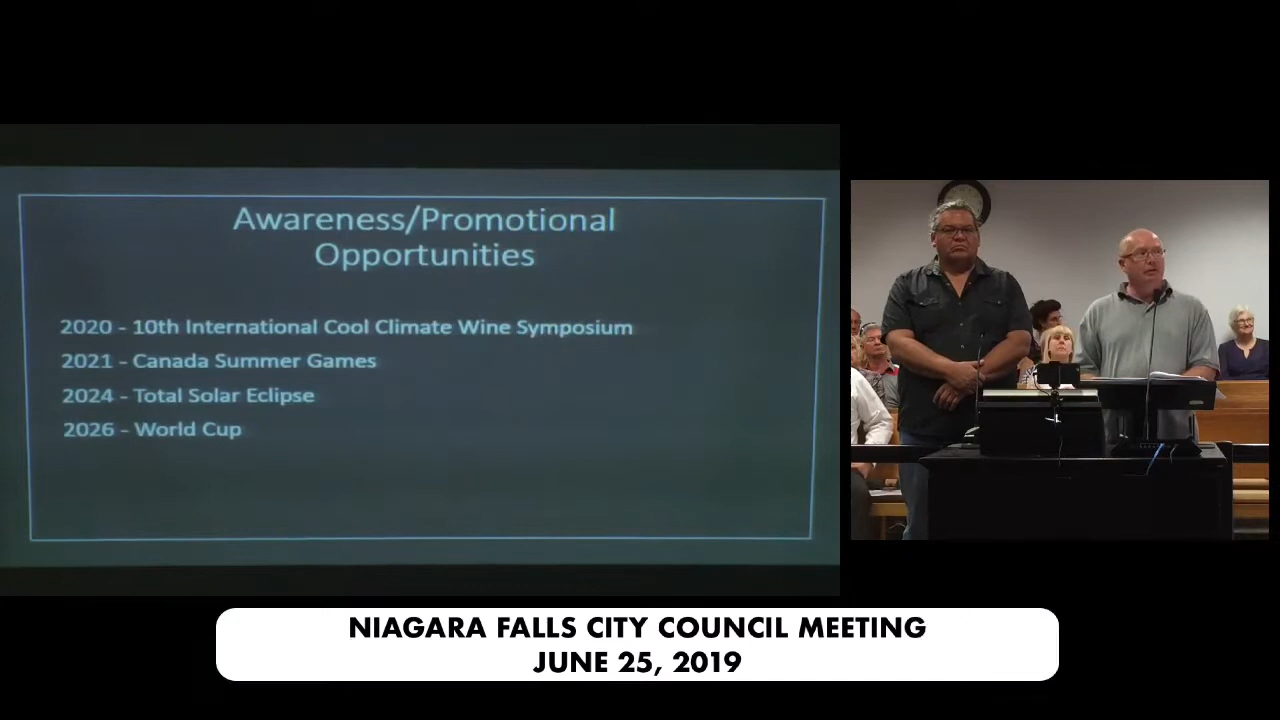 Awareness/Promotional
Opportunities
2020 - 10th International Cool Climate Wine Symposium
2021 - Canada Summer Games
2024 - Total Solar Eclipse
2026 - World Cup
NIAGARA FALLS CITY COUNCIL MEETING
JUNE 25, 2019